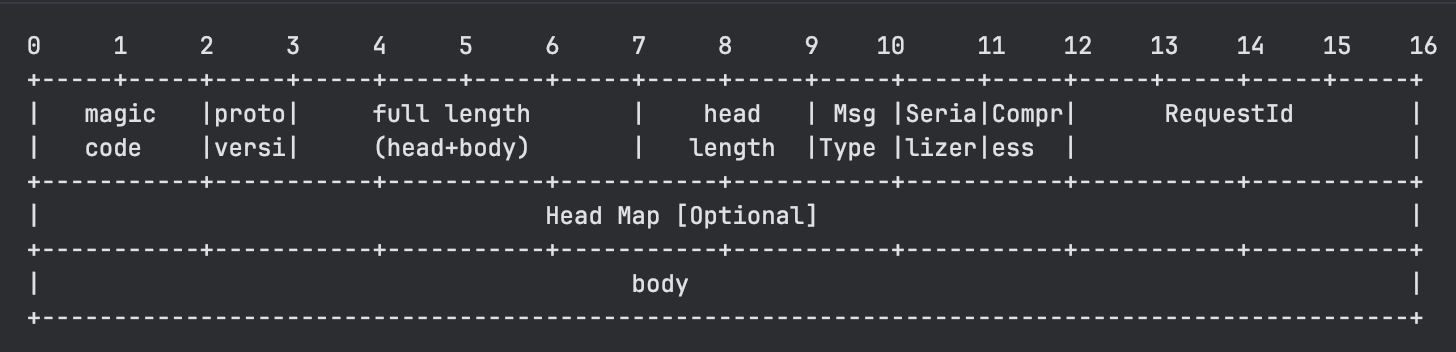 0     1     2     3     4     5     6     7     8     9    10     11    12    13    14    15    16
+-----+-----+-----+-----+-----+-----+-----+-----+-----+-----+-----+-----+-----+-----+-----+-----+
|   magic   |proto|     full length       |    head   | Msg |Seria|Compr|      RequestId        |
|   code    |versi|     (head+body)       |   length  |Type |lizer|ess  |                       |
+-----------+-----------+-----------+-----------+-----------+-----------+-----------+-----------+
|                                   Head Map [Optional]                                         |
+-----------+-----------+-----------+-----------+-----------+-----------+-----------+-----------+
|                                         body                                                  |
+-----------------------------------------------------------------------------------------------+